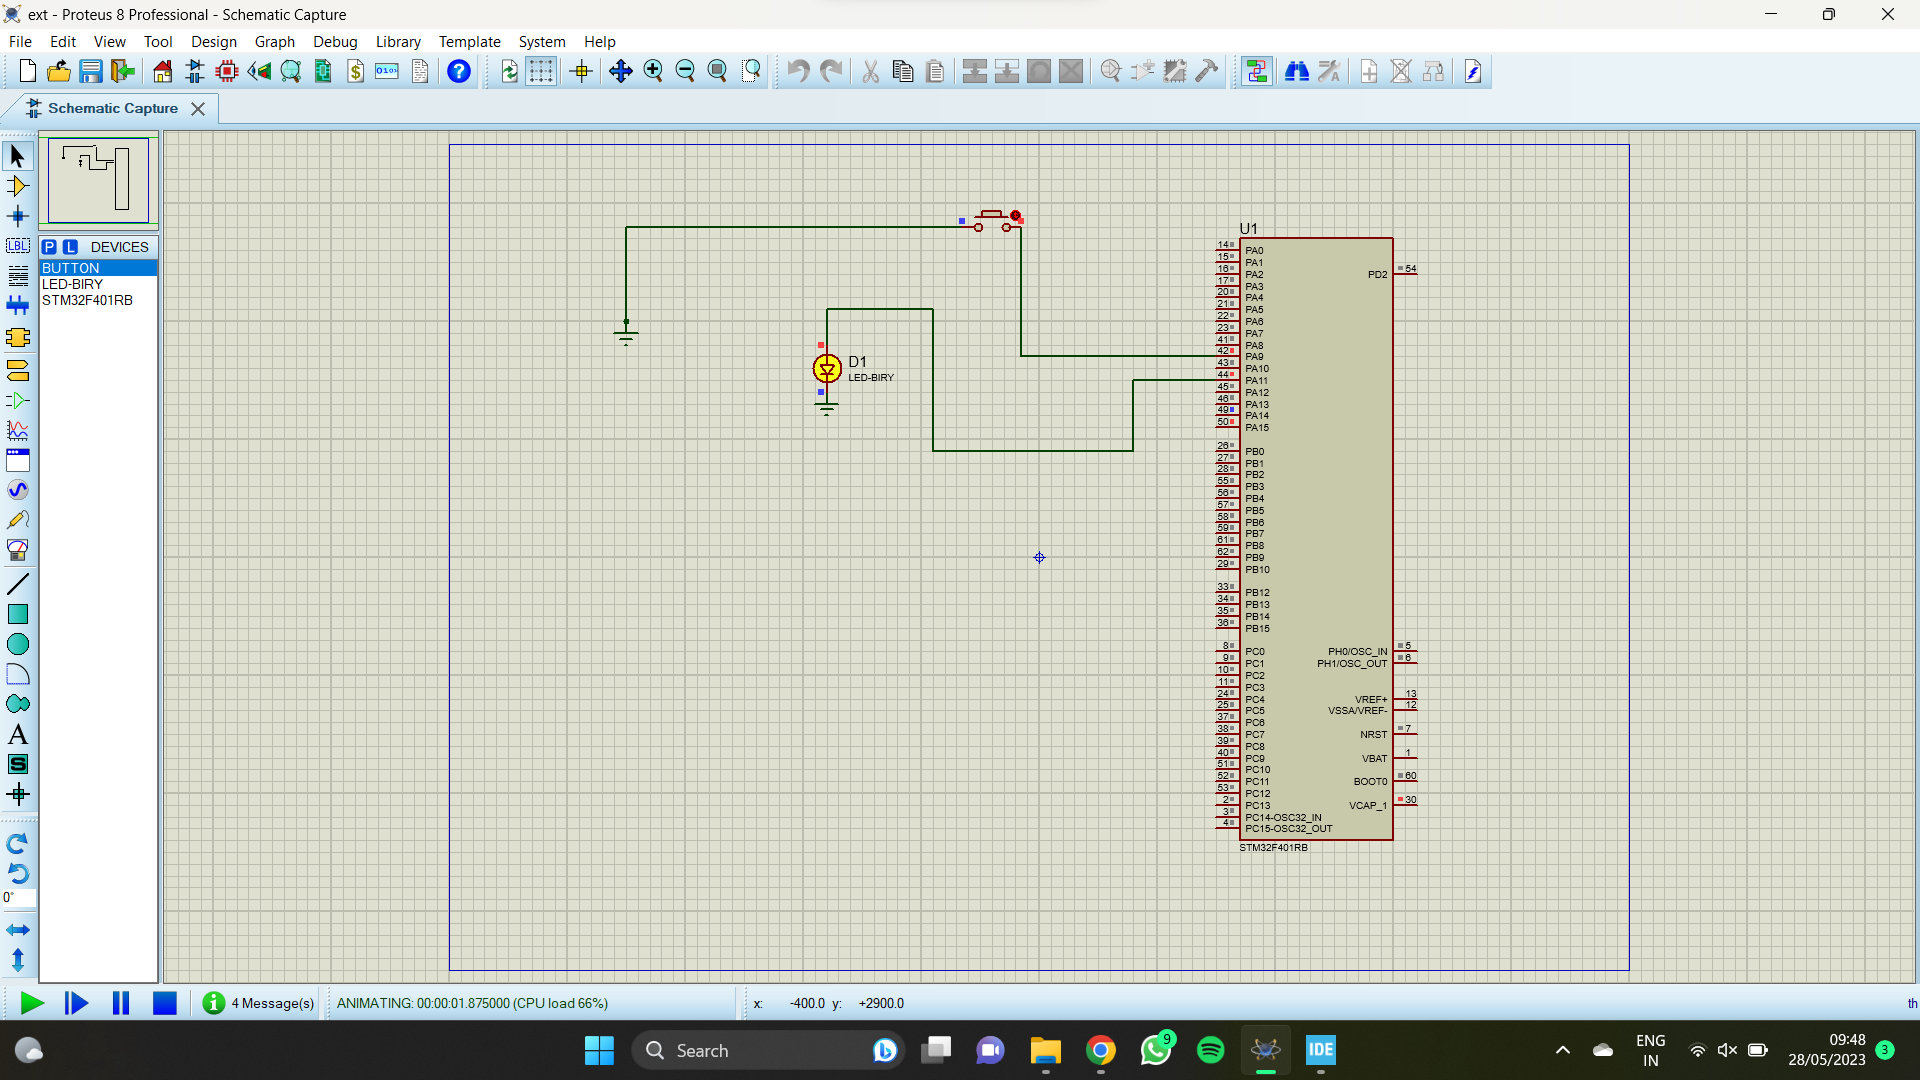 ext - Proteus 8 Professional - Schematic Capture
File Edit View Tool Design Graph Debug Library Template System Help
Schematic Capture
P L DEVICES
BUTTON
LED-BIRY
STM32F401RB
LBL
A
S
0°
D1
LED-BIRY
U1
14 PA0
15 PA1
16 PA2
17 PA3
20 PA4
21 PA5
22 PA6
23 PA7
41 PA8
42 PA9
43 PA10
44 PA11
45 PA12
46 PA13
49 PA14
50 PA15
26 PB0
27 PB1
28 PB2
55 PB3
56 PB4
57 PB5
58 PB6
59 PB7
61 PB8
62 PB9
29 PB10
33 PB12
34 PB13
35 PB14
36 PB15
8 PC0
9 PC1
10 PC2
11 PC3
24 PC4
25 PC5
37 PC6
38 PC7
39 PC8
40 PC9
51 PC10
52 PC11
53 PC12
2 PC13
3 PC14-OSC32_IN
4 PC15-OSC32_OUT
PD2 54
PH0/OSC_IN 5
PH1/OSC_OUT 6
VREF+ 13
VSSA/VREF- 12
NRST 7
VBAT 1
BOOT0 60
VCAP_1 30
STM32F401RB
4 Message(s) ANIMATING: 00:00:01.875000 (CPU load 66%) x: -400.0 y: +2900.0 th
Search
9
IDE
ENG
IN
09:48
28/05/2023
3